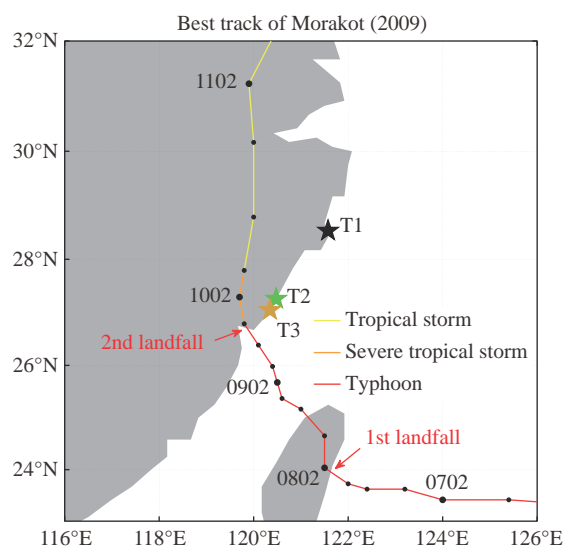 Best track of Morakot (2009)
32°N
1102
30°N
T1
28°N
1002
T2
T3
2nd landfall
Tropical storm
Severe tropical storm
Typhoon
26°N
0902
1st landfall
24°N
0802
0702
116°E 118°E 120°E 122°E 124°E 126°E